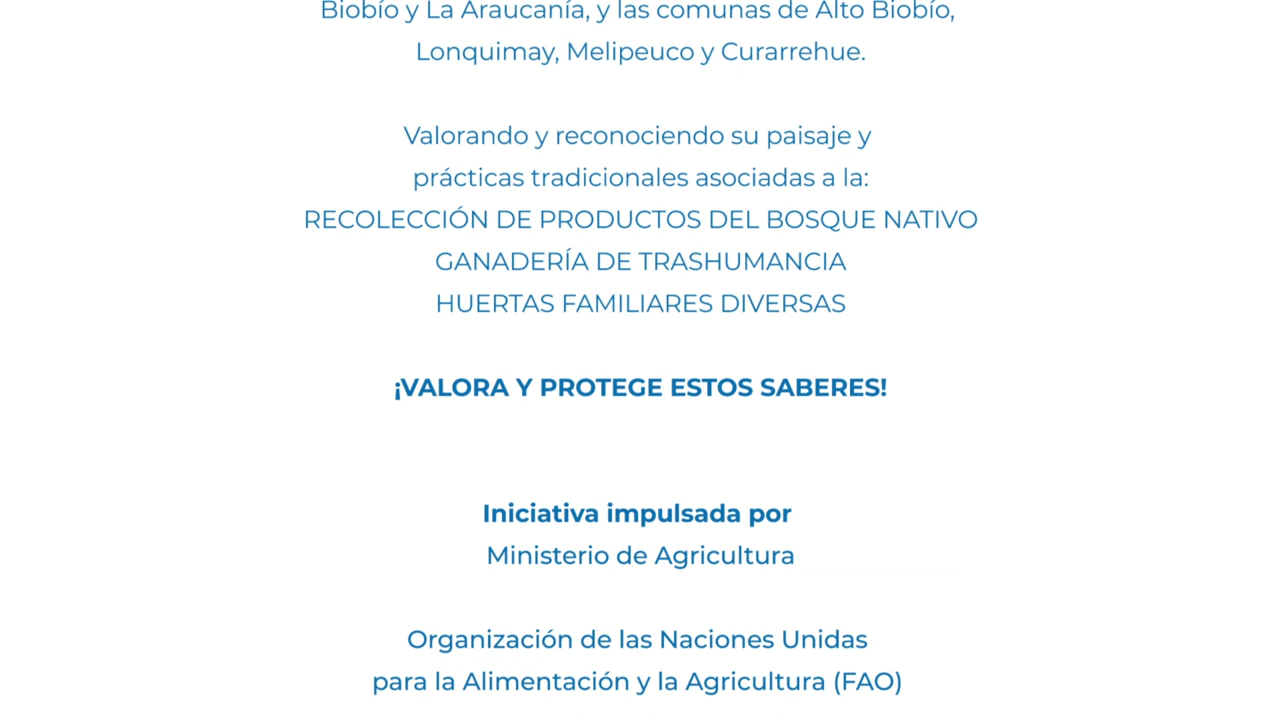 Biobío y La Araucanía, y las comunas de Alto Biobío,
Lonquimay, Melipeuco y Curarrehue.
Valorando y reconociendo su paisaje y
prácticas tradicionales asociadas a la:
RECOLECCIÓN DE PRODUCTOS DEL BOSQUE NATIVO
GANADERÍA DE TRASHUMANCIA
HUERTAS FAMILIARES DIVERSAS
¡VALORA Y PROTEGE ESTOS SABERES!
Iniciativa impulsada por
Ministerio de Agricultura
Organización de las Naciones Unidas
para la Alimentación y la Agricultura (FAO)